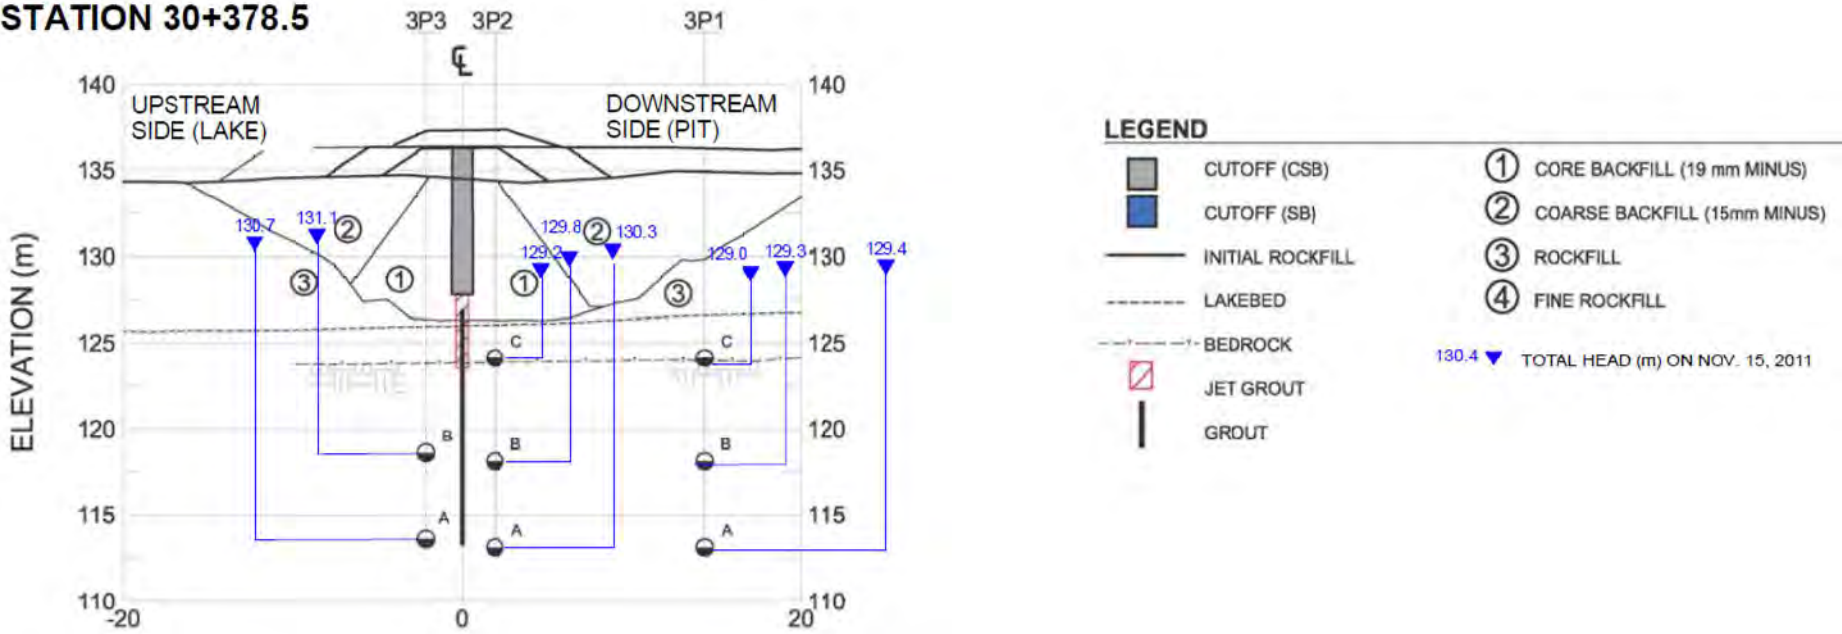 STATION 30+378.5
3P3 3P2 3P1
℄
140 140
UPSTREAM
SIDE (LAKE)
DOWNSTREAM
SIDE (PIT)
135 135
130.7 131.1 2 129.8 2 130.3
129.2 129.0 129.3 129.4
130 130
3 1 1 3
125 125
C C
120 120
B B B
115 115
A A A
110 110
-20 0 20
ELEVATION (m)
LEGEND
CUTOFF (CSB)
CUTOFF (SB)
INITIAL ROCKFILL
LAKEBED
BEDROCK
JET GROUT
GROUT
1 CORE BACKFILL (19 mm MINUS)
2 COARSE BACKFILL (15mm MINUS)
3 ROCKFILL
4 FINE ROCKFILL
130.4 TOTAL HEAD (m) ON NOV. 15, 2011